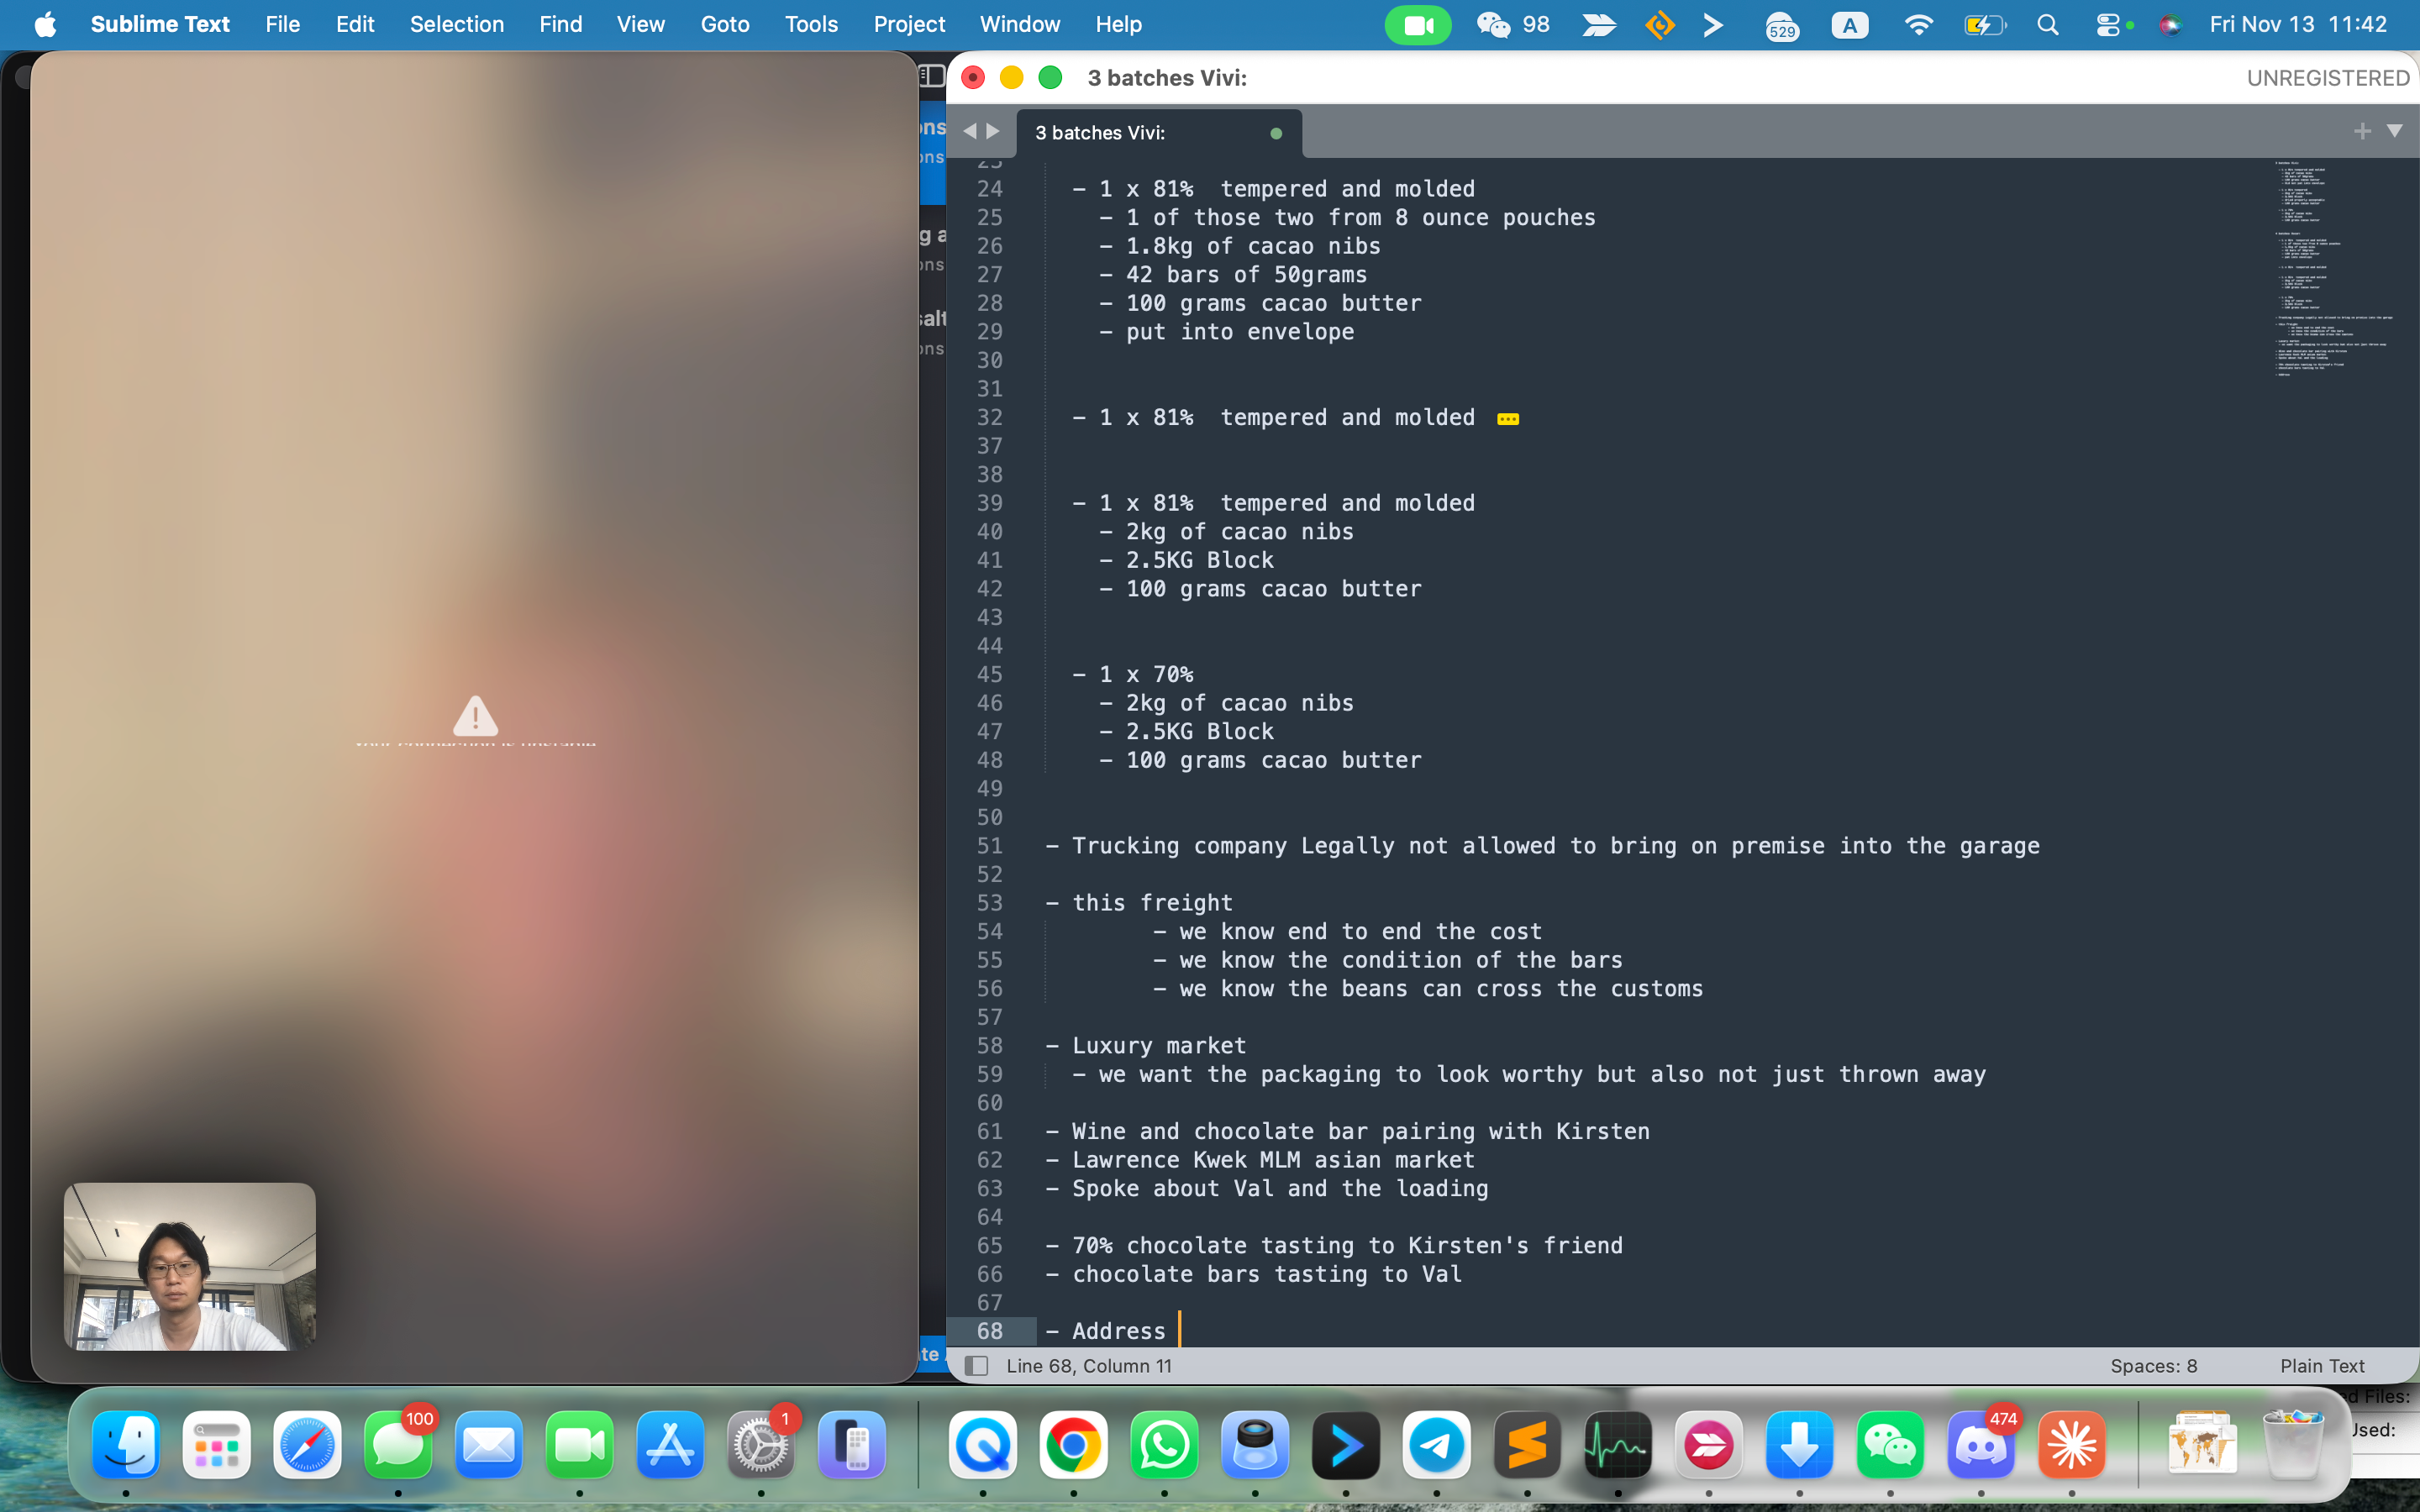 Sublime Text File Edit Selection Find View Goto Tools Project Window Help 98 529 A Fri Nov 13 11:42
3 batches Vivi: UNREGISTERED
3 batches Vivi:
24 - 1 x 81%  tempered and molded
25 - 1 of those two from 8 ounce pouches
26 - 1.8kg of cacao nibs
27 - 42 bars of 50grams
28 - 100 grams cacao butter
29 - put into envelope
30
31
32 - 1 x 81%  tempered and molded
37
38
39 - 1 x 81%  tempered and molded
40 - 2kg of cacao nibs
41 - 2.5KG Block
42 - 100 grams cacao butter
43
44
45 - 1 x 70%
46 - 2kg of cacao nibs
47 - 2.5KG Block
48 - 100 grams cacao butter
49
50
51 - Trucking company Legally not allowed to bring on premise into the garage
52
53 - this freight
54 - we know end to end the cost
55 - we know the condition of the bars
56 - we know the beans can cross the customs
57
58 - Luxury market
59 - we want the packaging to look worthy but also not just thrown away
60
61 - Wine and chocolate bar pairing with Kirsten
62 - Lawrence Kwek MLM asian market
63 - Spoke about Val and the loading
64
65 - 70% chocolate tasting to Kirsten's friend
66 - chocolate bars tasting to Val
67
68 - Address
Line 68, Column 11 Spaces: 8 Plain Text
ons
ons
g a
ons
salt
ons
te
d Files:
Used:
100
1
474